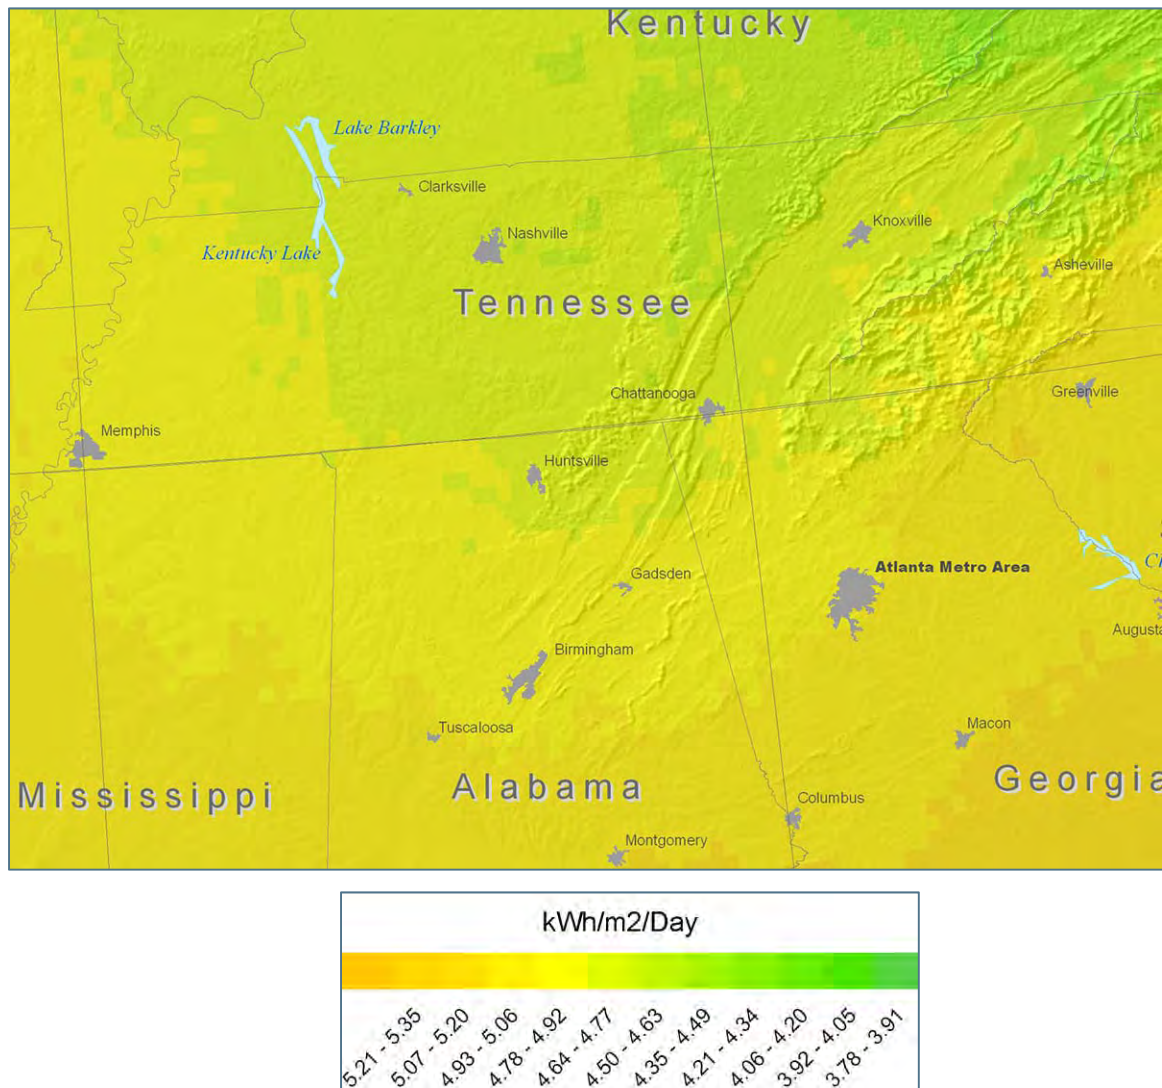 Kentucky
Lake Barkley
Clarksville
Nashville
Knoxville
Kentucky Lake
Asheville
Tennessee
Chattanooga
Greenville
Memphis
Huntsville
Atlanta Metro Area
Gadsden
Augusta
Birmingham
Tuscaloosa
Macon
Mississippi
Alabama
Georgia
Columbus
Montgomery
kWh/m2/Day
5.21 - 5.35
5.07 - 5.20
4.93 - 5.06
4.78 - 4.92
4.64 - 4.77
4.50 - 4.63
4.35 - 4.49
4.21 - 4.34
4.06 - 4.20
3.92 - 4.05
3.78 - 3.91